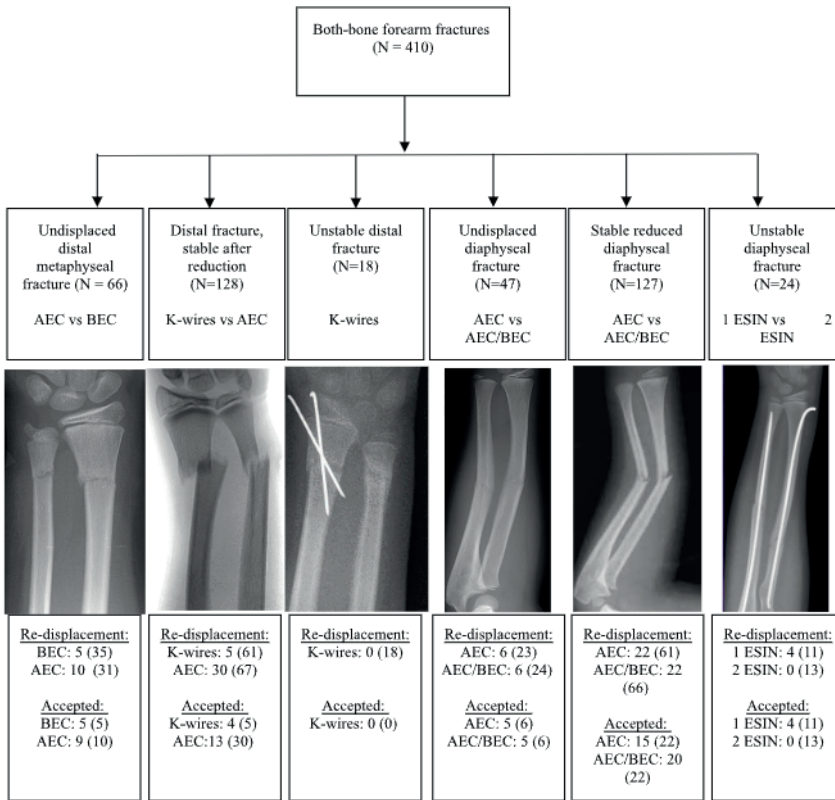 Both-bone forearm fractures
(N = 410)
Undisplaced
distal
metaphyseal
fracture (N = 66)
AEC vs BEC
Distal fracture,
stable after
reduction
(N=128)
K-wires vs AEC
Unstable distal
fracture
(N=18)
K-wires
Undisplaced
diaphyseal
fracture
(N=47)
AEC vs
AEC/BEC
Stable reduced
diaphyseal
fracture
(N=127)
AEC vs
AEC/BEC
Unstable
diaphyseal
fracture
(N=24)
1 ESIN vs 2
ESIN
Re-displacement:
BEC: 5 (35)
AEC: 10 (31)
Accepted:
BEC: 5 (5)
AEC: 9 (10)
Re-displacement:
K-wires: 5 (61)
AEC: 30 (67)
Accepted:
K-wires: 4 (5)
AEC:13 (30)
Re-displacement:
K-wires: 0 (18)
Accepted:
K-wires: 0 (0)
Re-displacement:
AEC: 6 (23)
AEC/BEC: 6 (24)
Accepted:
AEC: 5 (6)
AEC/BEC: 5 (6)
Re-displacement:
AEC: 22 (61)
AEC/BEC: 22
(66)
Accepted:
AEC: 15 (22)
AEC/BEC: 20
(22)
Re-displacement:
1 ESIN: 4 (11)
2 ESIN: 0 (13)
Accepted:
1 ESIN: 4 (11)
2 ESIN: 0 (13)